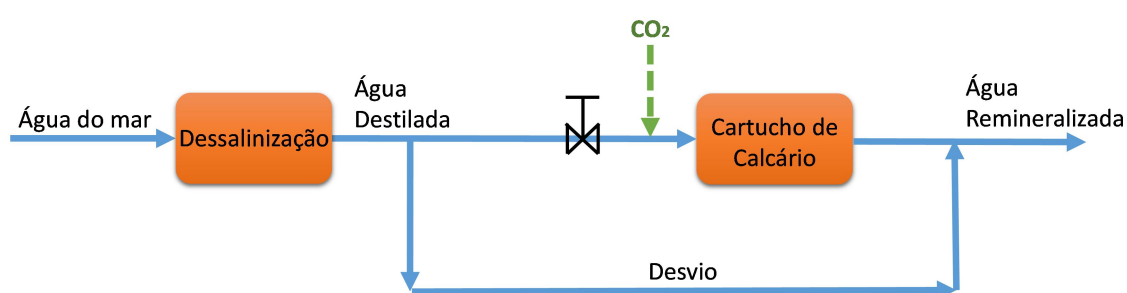 CO₂
Água do mar
Dessalinização
Água
Destilada
Cartucho de
Calcário
Água
Remineralizada
Desvio